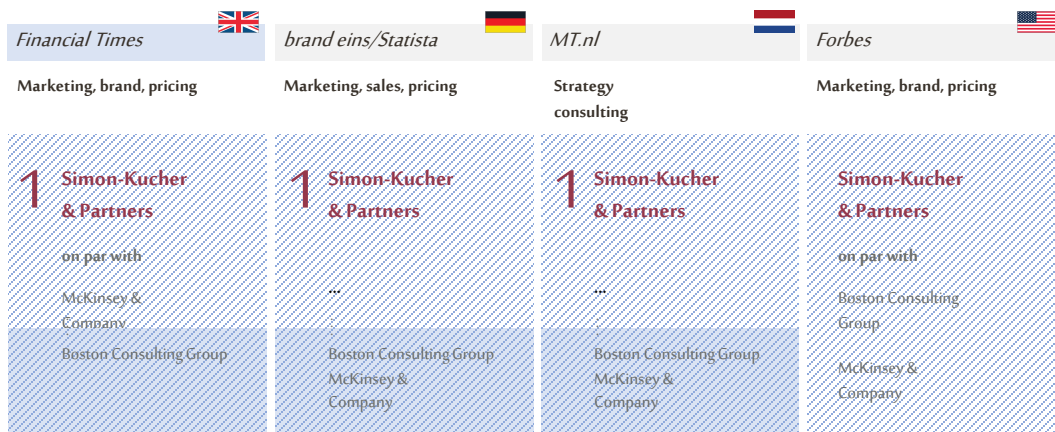 Financial Times
Marketing, brand, pricing
1 Simon-Kucher
& Partners
on par with
McKinsey &
Company
⋮
Boston Consulting Group
brand eins/Statista
Marketing, sales, pricing
1 Simon-Kucher
& Partners
...
⋮
Boston Consulting Group
McKinsey &
Company
MT.nl
Strategy
consulting
1 Simon-Kucher
& Partners
...
⋮
Boston Consulting Group
McKinsey &
Company
Forbes
Marketing, brand, pricing
Simon-Kucher
& Partners
on par with
Boston Consulting
Group
McKinsey &
Company